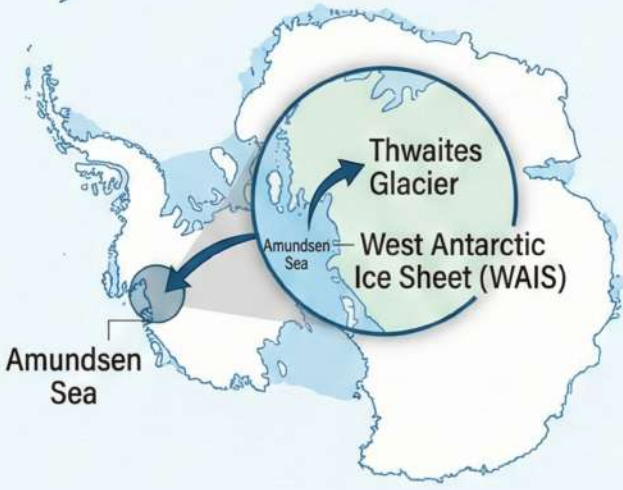 Thwaites
Glacier
Amundsen
Sea
West Antarctic
Ice Sheet (WAIS)
Amundsen
Sea